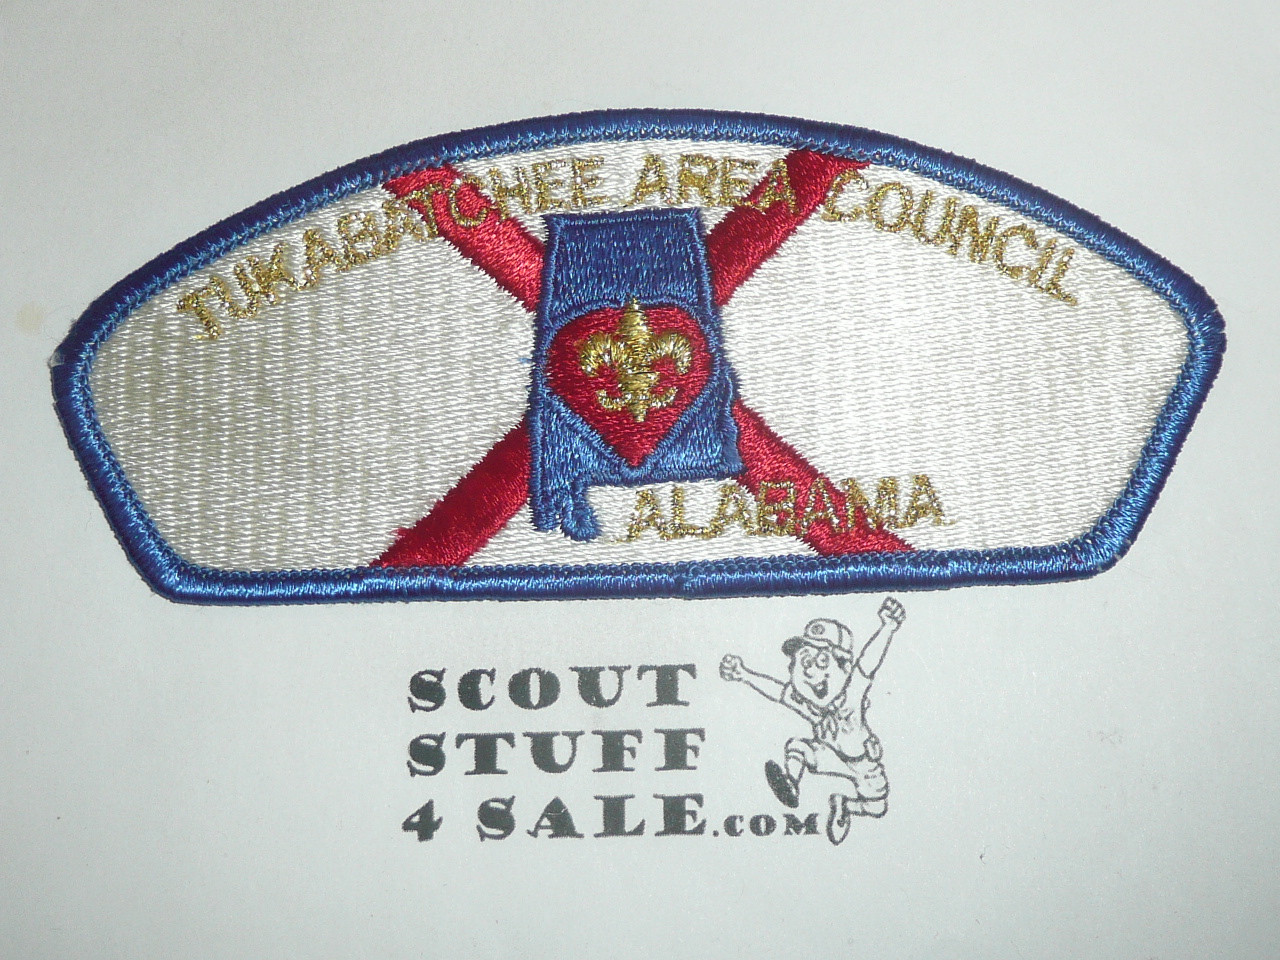 TUKABATCHEE AREA COUNCIL
ALABAMA
SCOUT
STUFF
4 SALE.COM